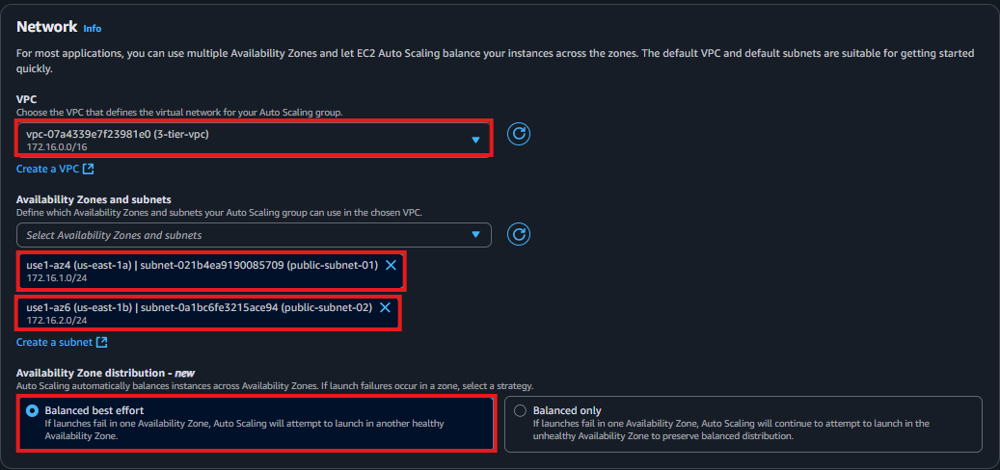 Network Info
For most applications, you can use multiple Availability Zones and let EC2 Auto Scaling balance your instances across the zones. The default VPC and default subnets are suitable for getting started
quickly.
VPC
Choose the VPC that defines the virtual network for your Auto Scaling group.
vpc-07a4339e7f23981e0 (3-tier-vpc)
172.16.0.0/16
Create a VPC
Availability Zones and subnets
Define which Availability Zones and subnets your Auto Scaling group can use in the chosen VPC.
Select Availability Zones and subnets
use1-az4 (us-east-1a) | subnet-021b4ea9190085709 (public-subnet-01)
172.16.1.0/24
use1-az6 (us-east-1b) | subnet-0a1bc6fe3215ace94 (public-subnet-02)
172.16.2.0/24
Create a subnet
Availability Zone distribution - new
Auto Scaling automatically balances instances across Availability Zones. If launch failures occur in a zone, select a strategy.
Balanced best effort
If launches fail in one Availability Zone, Auto Scaling will attempt to launch in another healthy
Availability Zone.
Balanced only
If launches fail in one Availability Zone, Auto Scaling will continue to attempt to launch in the
unhealthy Availability Zone to preserve balanced distribution.